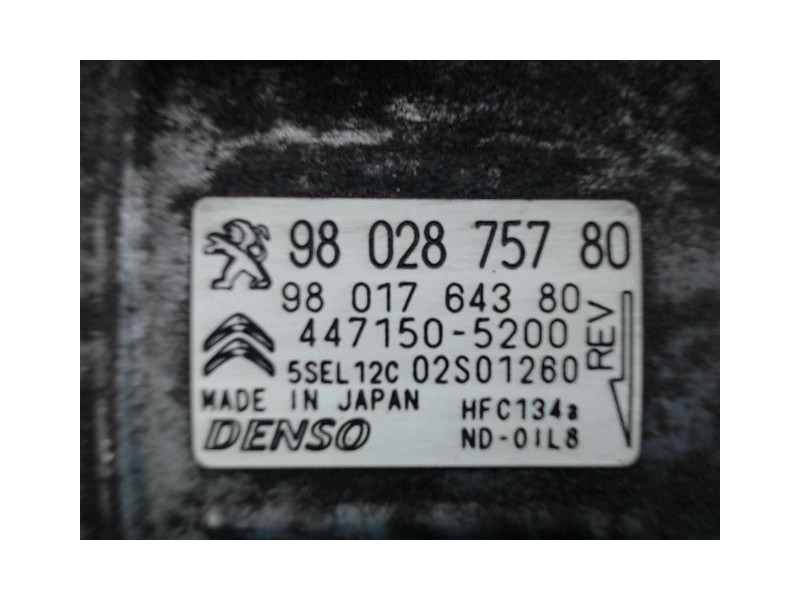 98 028 757 80
98 017 643 80
447150-5200
5SEL12C 02S01260
REV
MADE IN JAPAN HFC134a
DENSO ND-OIL8